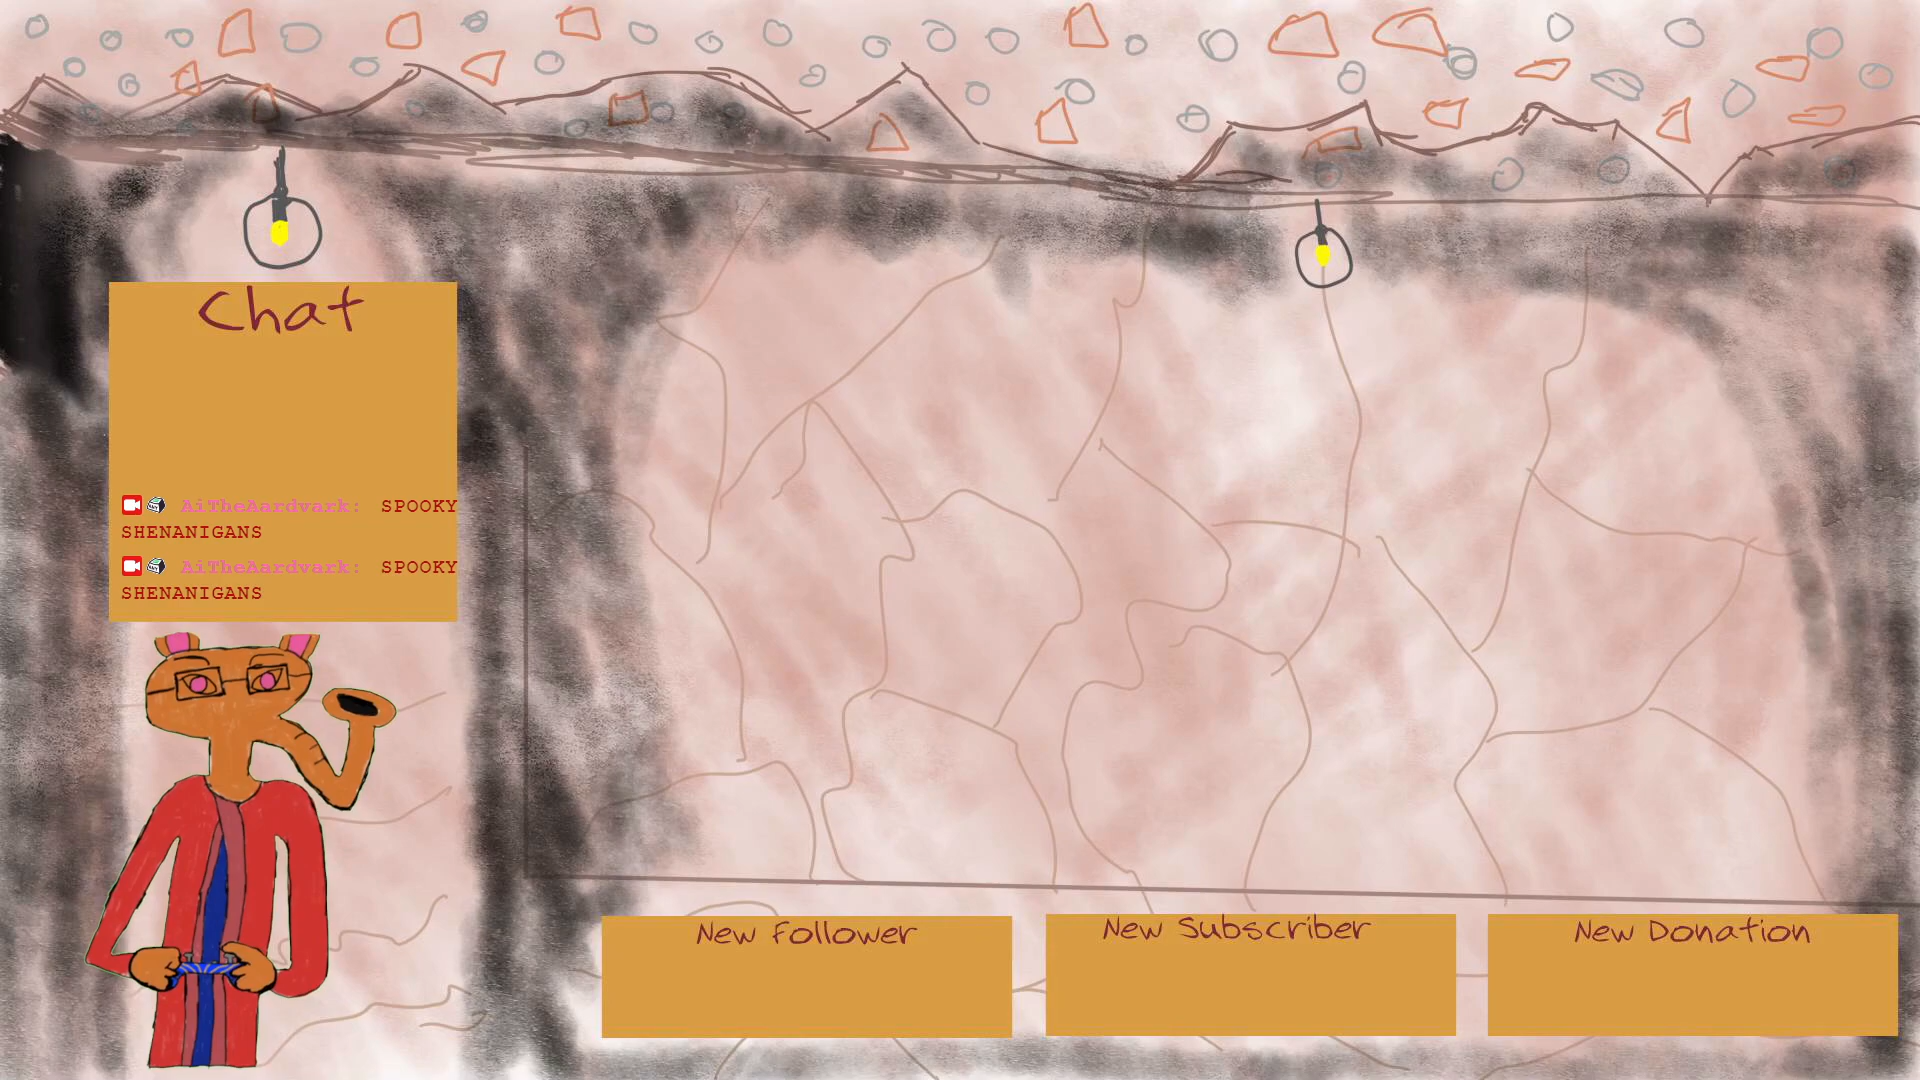 Chat
AiTheAardvark: SPOOKY
SHENANIGANS
AiTheAardvark: SPOOKY
SHENANIGANS
New Follower
New Subscriber
New Donation